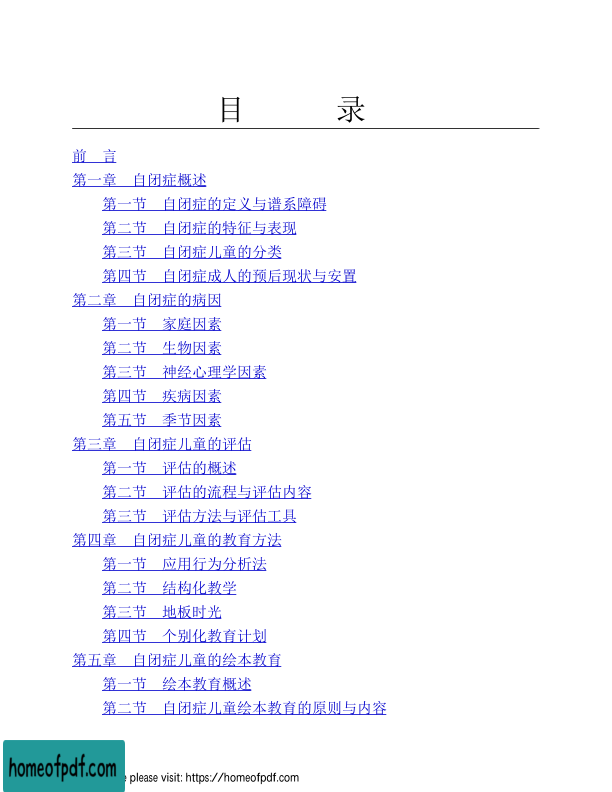 目 录
前 言
第一章 自闭症概述
第一节 自闭症的定义与谱系障碍
第二节 自闭症的特征与表现
第三节 自闭症儿童的分类
第四节 自闭症成人的预后现状与安置
第二章 自闭症的病因
第一节 家庭因素
第二节 生物因素
第三节 神经心理学因素
第四节 疾病因素
第五节 季节因素
第三章 自闭症儿童的评估
第一节 评估的概述
第二节 评估的流程与评估内容
第三节 评估方法与评估工具
第四章 自闭症儿童的教育方法
第一节 应用行为分析法
第二节 结构化教学
第三节 地板时光
第四节 个别化教育计划
第五章 自闭症儿童的绘本教育
第一节 绘本教育概述
第二节 自闭症儿童绘本教育的原则与内容
homeofpdf.com
please visit: https://homeofpdf.com